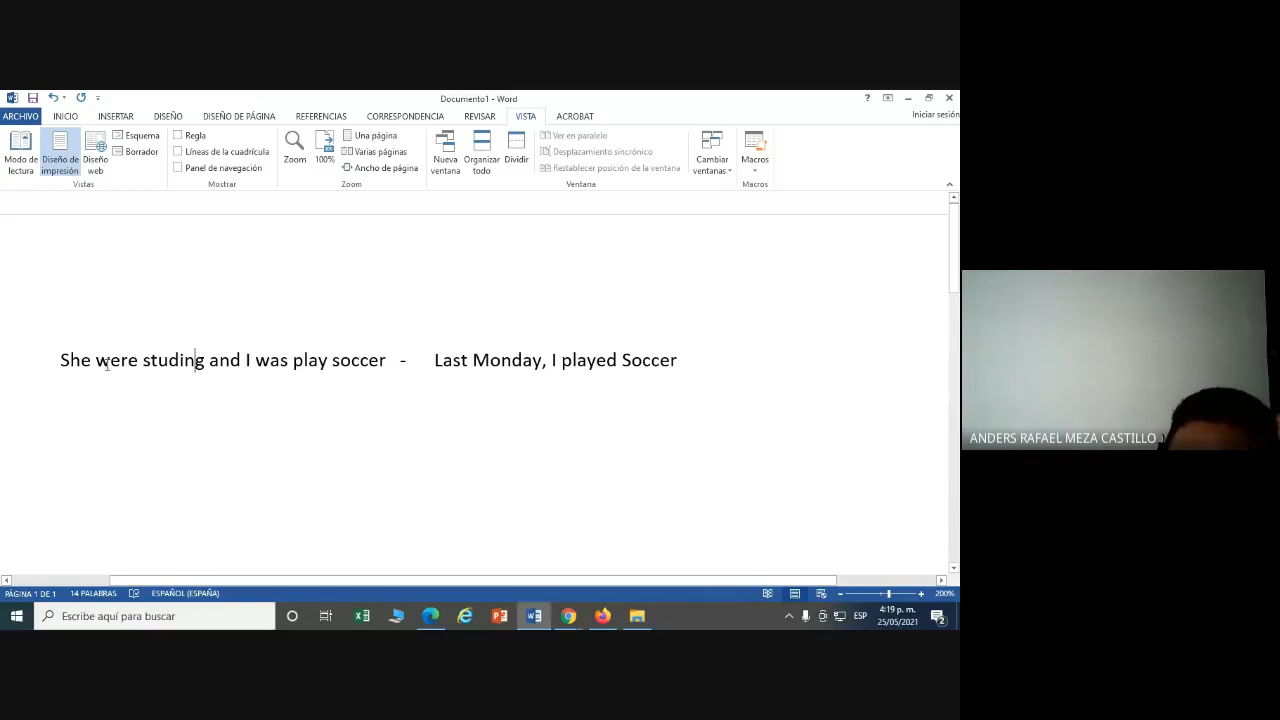 Documento1 - Word
?
ARCHIVO INICIO INSERTAR DISEÑO DISEÑO DE PÁGINA REFERENCIAS CORRESPONDENCIA REVISAR VISTA ACROBAT Iniciar sesión
Modo de lectura
Diseño de impresión
Diseño web
Esquema
Borrador
Vistas
Regla
Líneas de la cuadrícula
Panel de navegación
Mostrar
Zoom
100%
Una página
Varias páginas
Ancho de página
Zoom
Nueva ventana
Organizar todo
Dividir
Ver en paralelo
Desplazamiento sincrónico
Restablecer posición de la ventana
Ventana
Cambiar ventanas
Macros
Macros
She were studing and I was play soccer - Last Monday, I played Soccer
ANDERS RAFAEL MEZA CASTILLO
PÁGINA 1 DE 1 14 PALABRAS ESPAÑOL (ESPAÑA) 200%
Escribe aquí para buscar
ESP
4:19 p. m.
25/05/2021
2